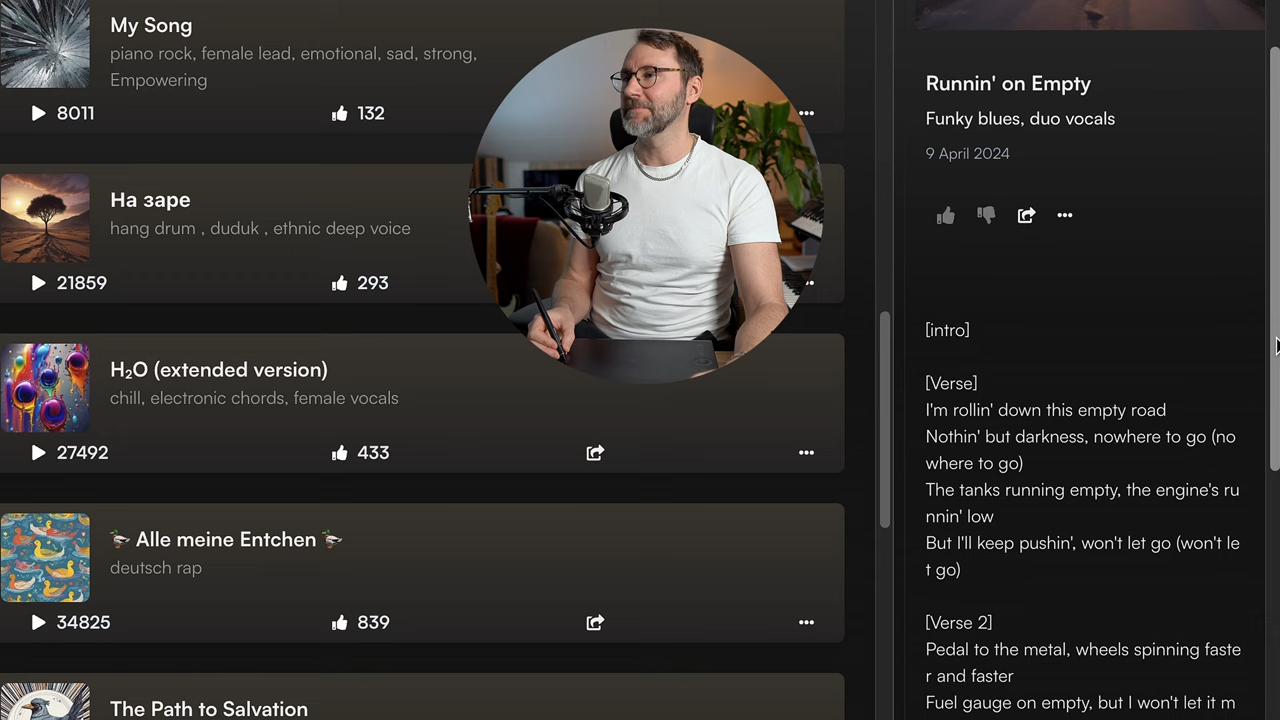 My Song
piano rock, female lead, emotional, sad, strong,
Empowering
8011
132
На заре
hang drum , duduk , ethnic deep voice
21859
293
H₂O (extended version)
chill, electronic chords, female vocals
27492
433
🦆 Alle meine Entchen 🦆
deutsch rap
34825
839
The Path to Salvation
Runnin' on Empty
Funky blues, duo vocals
9 April 2024
[intro]
[Verse]
I'm rollin' down this empty road
Nothin' but darkness, nowhere to go (no
where to go)
The tanks running empty, the engine's ru
nnin' low
But I'll keep pushin', won't let go (won't le
t go)
[Verse 2]
Pedal to the metal, wheels spinning faste
r and faster
Fuel gauge on empty, but I won't let it m